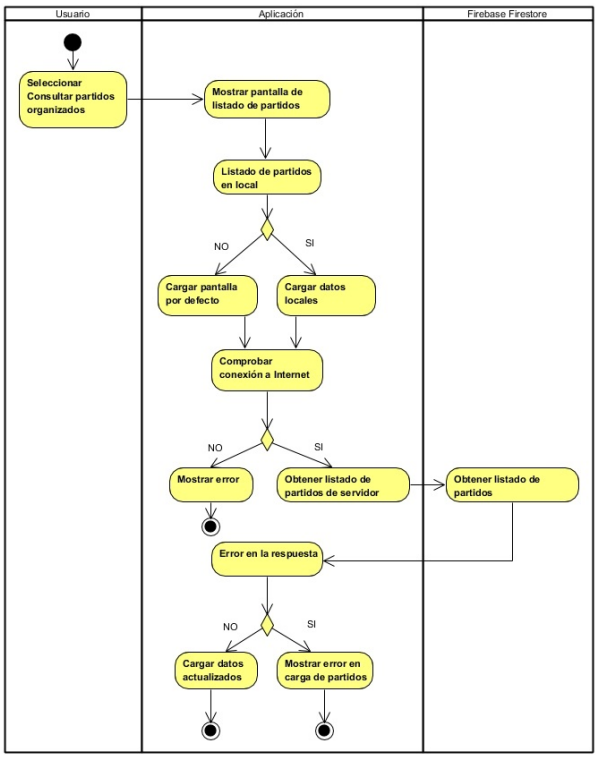 Usuario
Aplicación
Firebase Firestore
Seleccionar
Consultar partidos
organizados
Mostrar pantalla de
listado de partidos
Listado de partidos
en local
NO
SI
Cargar pantalla
por defecto
Cargar datos
locales
Comprobar
conexión a Internet
NO
SI
Mostrar error
Obtener listado de
partidos de servidor
Obtener listado de
partidos
Error en la respuesta
NO
SI
Cargar datos
actualizados
Mostrar error en
carga de partidos